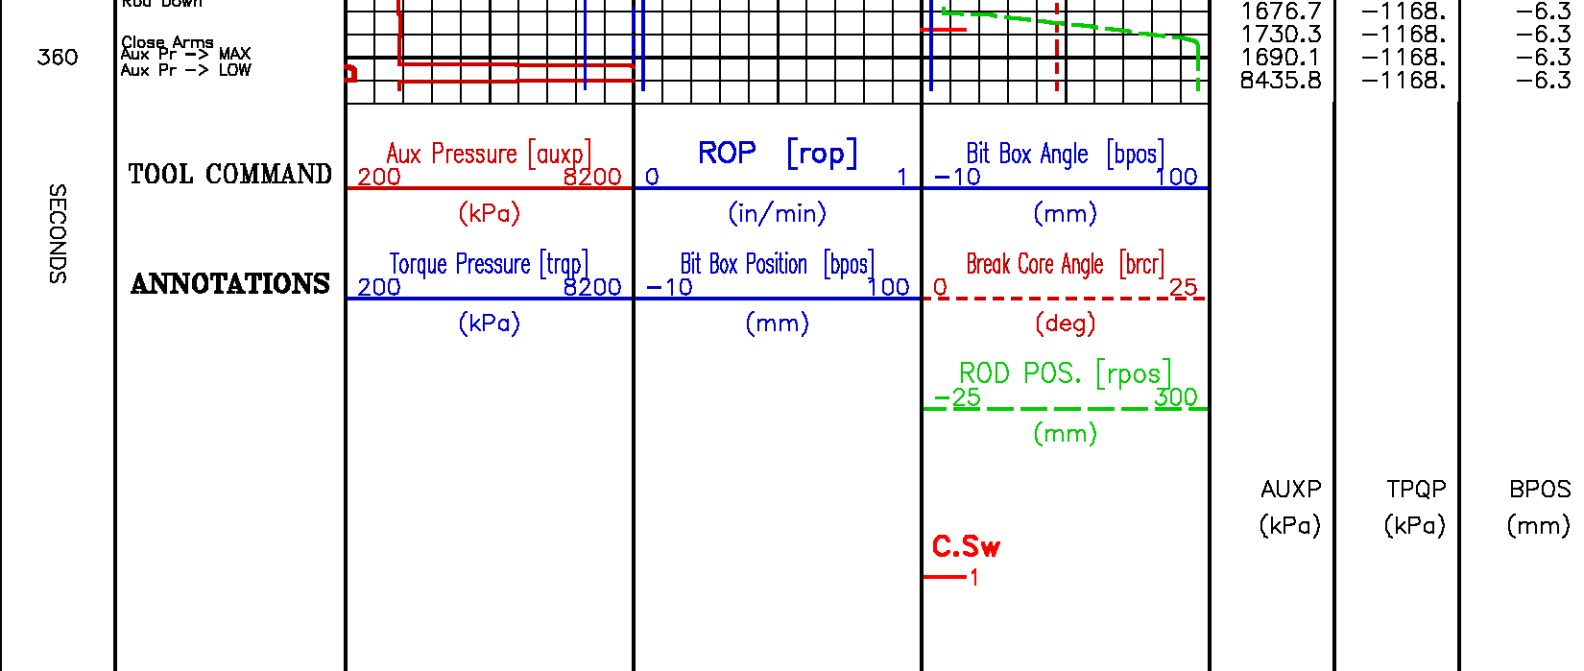 Rod Down
1676.7 -1168. -6.3
1730.3 -1168. -6.3
Close Arms
360 Aux Pr -> MAX 1690.1 -1168. -6.3
Aux Pr -> LOW 8435.8 -1168. -6.3
SECONDS
TOOL COMMAND
ANNOTATIONS
Aux Pressure [auxp]
200 8200
(kPa)
Torque Pressure [trqp]
200 8200
(kPa)
ROP [rop]
0 1
(in/min)
Bit Box Position [bpos]
-10 100
(mm)
Bit Box Angle [bpos]
-10 100
(mm)
Break Core Angle [brcr]
0 25
(deg)
ROD POS. [rpos]
-25 300
(mm)
C.Sw
1
AUXP TPQP BPOS
(kPa) (kPa) (mm)